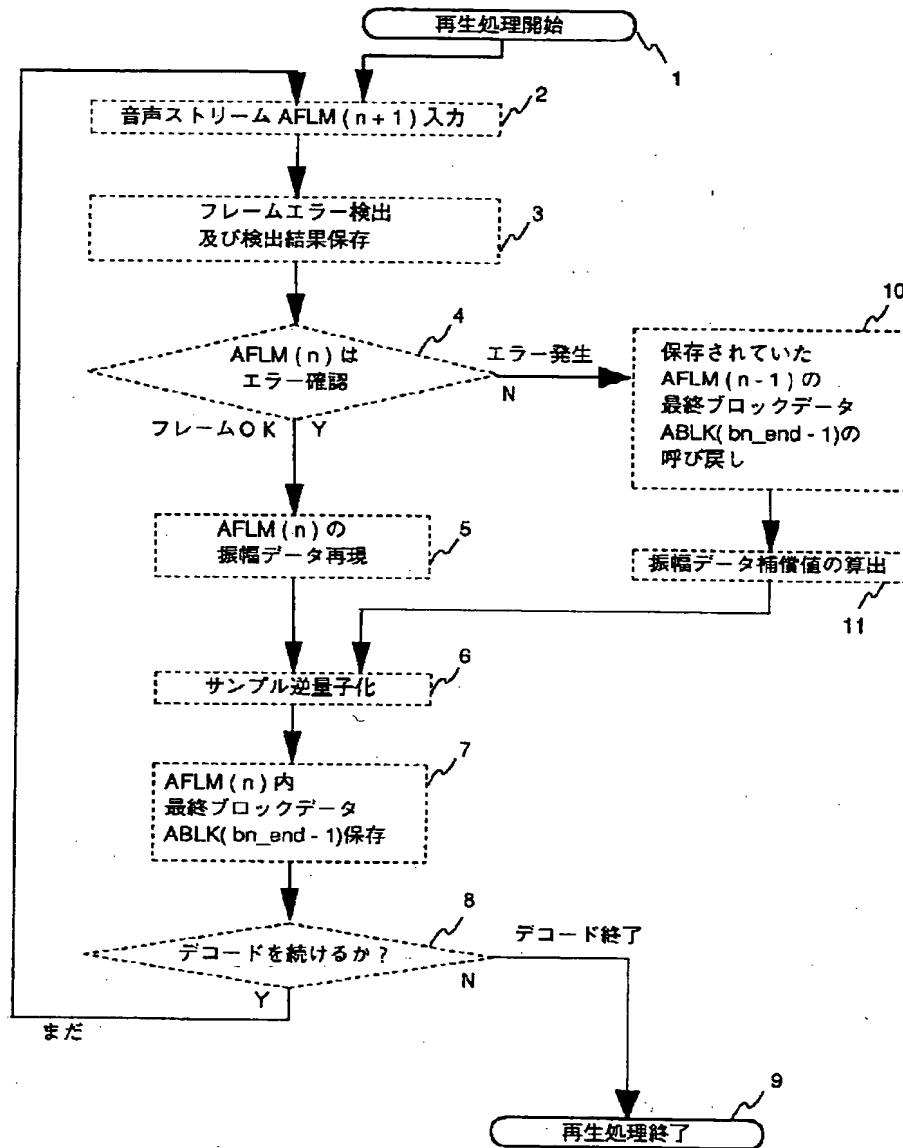 再生処理開始
1
音声ストリーム AFLM ( n + 1 ) 入力
2
フレームエラー検出
及び検出結果保存
3
AFLM ( n ) は
エラー確認
4
エラー発生
N
フレームOK
Y
10
保存されていた
AFLM ( n - 1 ) の
最終ブロックデータ
ABLK( bn_end - 1)の
呼び戻し
AFLM ( n ) の
振幅データ再現
5
振幅データ補償値の算出
11
サンプル逆量子化
6
AFLM ( n ) 内
最終ブロックデータ
ABLK( bn_end - 1)保存
7
デコードを続けるか ?
8
デコード終了
N
Y
まだ
再生処理終了
9